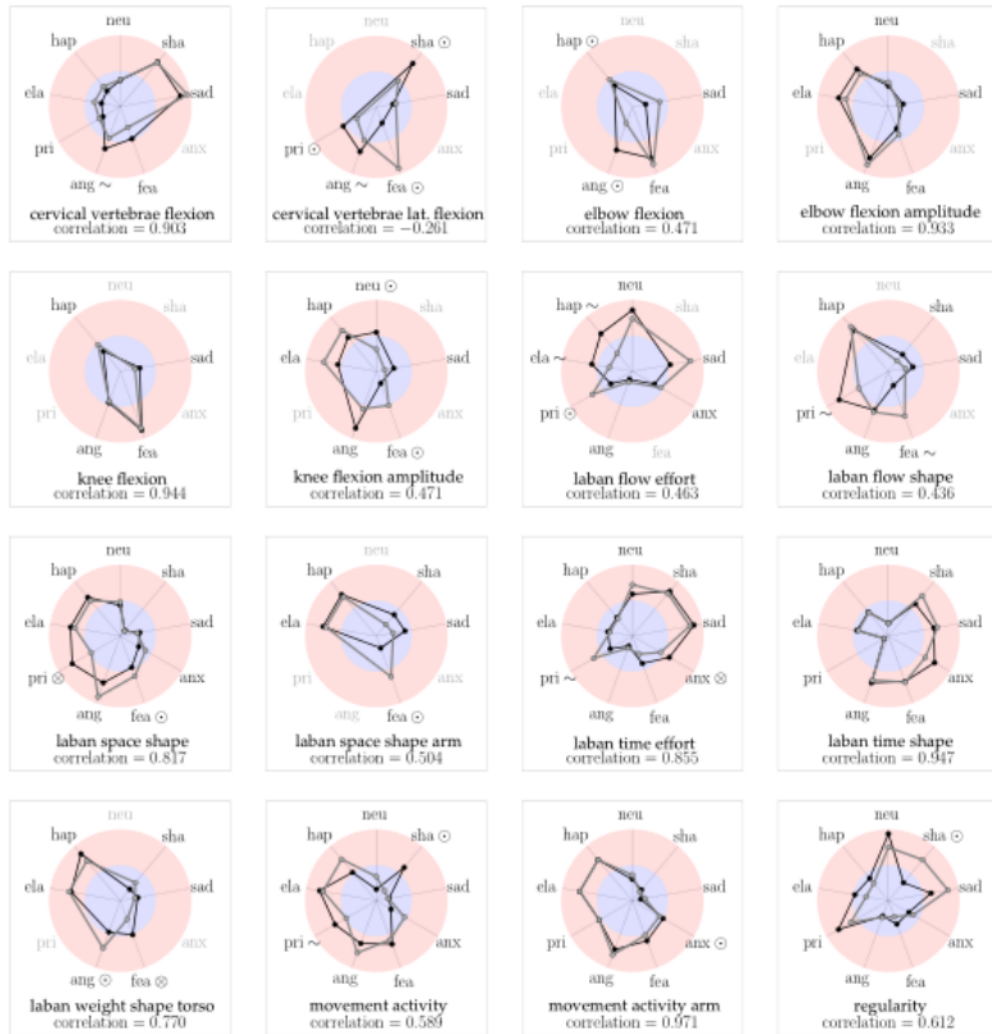 neu
hap sha
ela sad
pri anx
ang ∼ fea
cervical vertebrae flexion
correlation = 0.903
neu
hap sha ⊙
ela sad
pri ⊙ anx
ang ∼ fea ⊙
cervical vertebrae lat. flexion
correlation = −0.261
neu
hap ⊙ sha
ela sad
pri anx
ang ⊙ fea
elbow flexion
correlation = 0.471
neu
hap sha
ela sad
pri anx
ang fea
elbow flexion amplitude
correlation = 0.933
neu
hap sha
ela sad
pri anx
ang fea
knee flexion
correlation = 0.944
neu ⊙
hap sha
ela sad
pri anx
ang fea ⊙
knee flexion amplitude
correlation = 0.471
neu
hap ∼ sha
ela ∼ sad
pri ⊙ anx
ang fea
laban flow effort
correlation = 0.463
neu
hap sha
ela sad
pri ∼ anx
ang fea ∼
laban flow shape
correlation = 0.436
neu
hap sha
ela sad
pri ⊗ anx
ang fea ⊙
laban space shape
correlation = 0.817
neu
hap sha
ela sad
pri anx
ang fea ⊙
laban space shape arm
correlation = 0.504
neu
hap sha
ela sad
pri ∼ anx ⊗
ang fea
laban time effort
correlation = 0.855
neu
hap sha
ela sad
pri anx
ang fea
laban time shape
correlation = 0.947
neu
hap sha
ela sad
pri anx
ang ⊙ fea ⊗
laban weight shape torso
correlation = 0.770
neu
hap sha ⊙
ela sad
pri ∼ anx
ang fea
movement activity
correlation = 0.589
neu
hap sha
ela sad
pri anx ⊙
ang fea
movement activity arm
correlation = 0.971
neu
hap sha ⊙
ela sad
pri anx
ang fea
regularity
correlation = 0.612